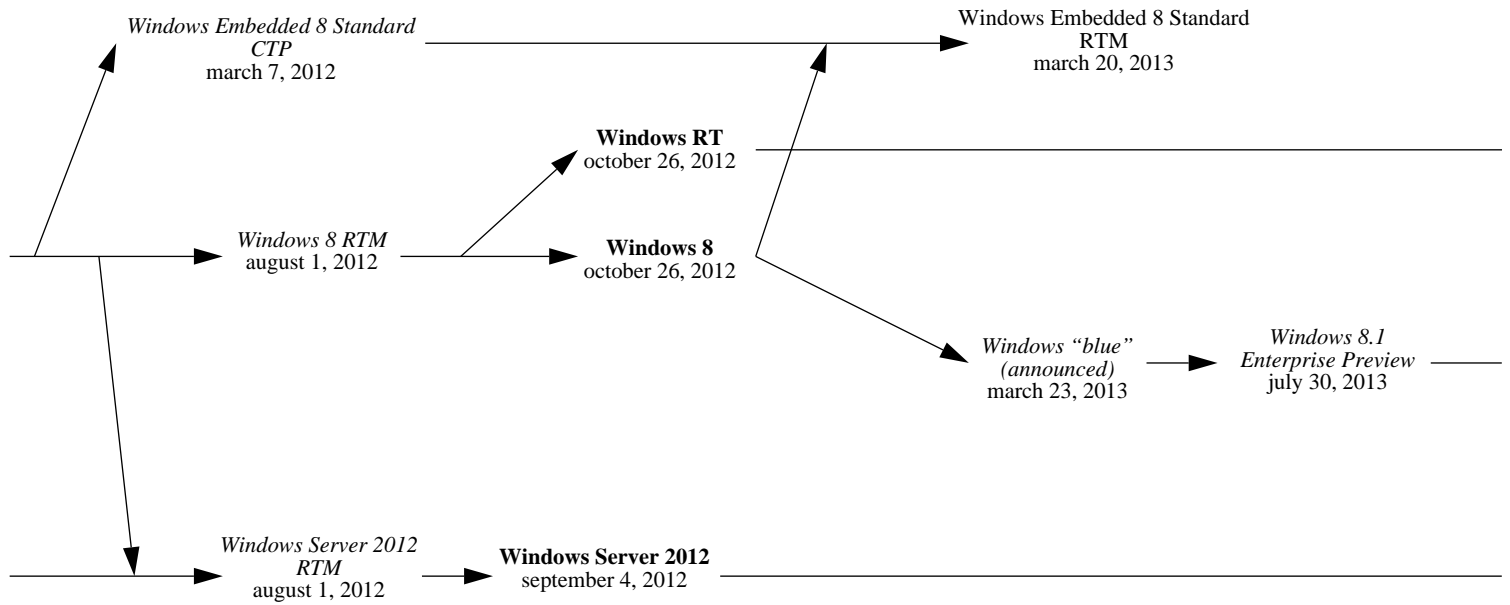 Windows Embedded 8 Standard
CTP
march 7, 2012
Windows Embedded 8 Standard
RTM
march 20, 2013
Windows RT
october 26, 2012
Windows 8 RTM
august 1, 2012
Windows 8
october 26, 2012
Windows “blue”
(announced)
march 23, 2013
Windows 8.1
Enterprise Preview
july 30, 2013
Windows Server 2012
RTM
august 1, 2012
Windows Server 2012
september 4, 2012